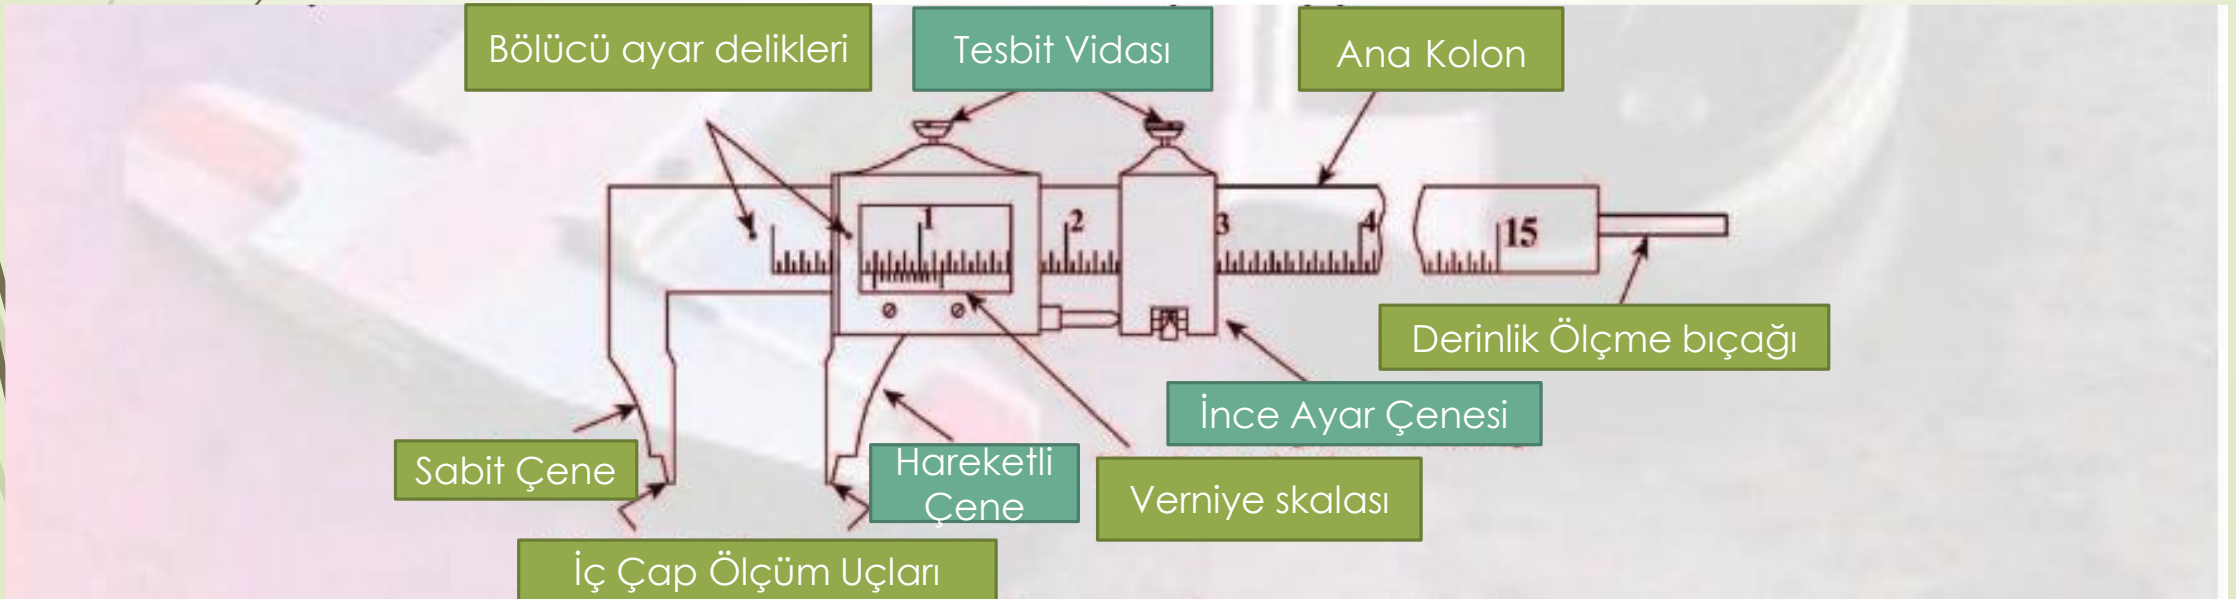 Bölücü ayar delikleri
Tesbit Vidası
Ana Kolon
1
2
3
4
15
Derinlik Ölçme bıçağı
İnce Ayar Çenesi
Sabit Çene
Hareketli
Çene
Verniye skalası
İç Çap Ölçüm Uçları